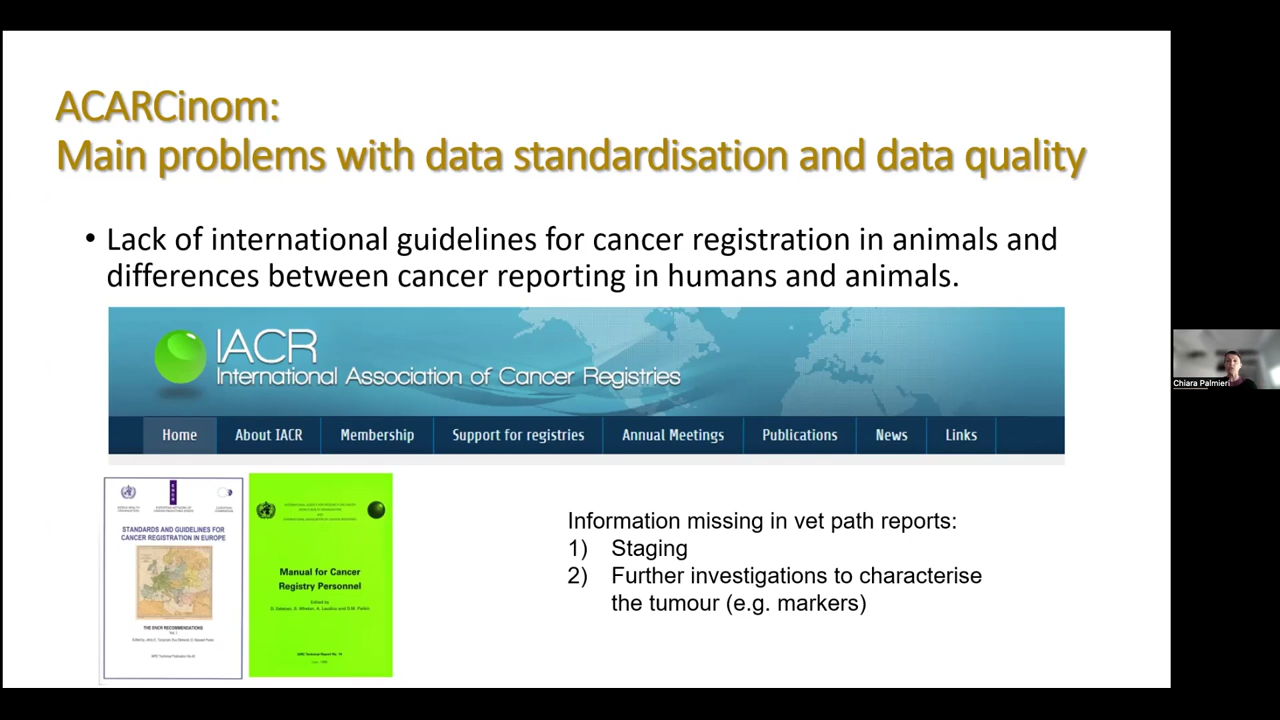 ACARCinom:
Main problems with data standardisation and data quality
• Lack of international guidelines for cancer registration in animals and
differences between cancer reporting in humans and animals.
IACR
International Association of Cancer Registries
Home About IACR Membership Support for registries Annual Meetings Publications News Links
STANDARDS AND GUIDELINES FOR
CANCER REGISTRATION IN EUROPE
THE ENCR RECOMMENDATIONS
Manual for Cancer
Registry Personnel
Edited by
Information missing in vet path reports:
1) Staging
2) Further investigations to characterise
the tumour (e.g. markers)
Chiara Palmieri